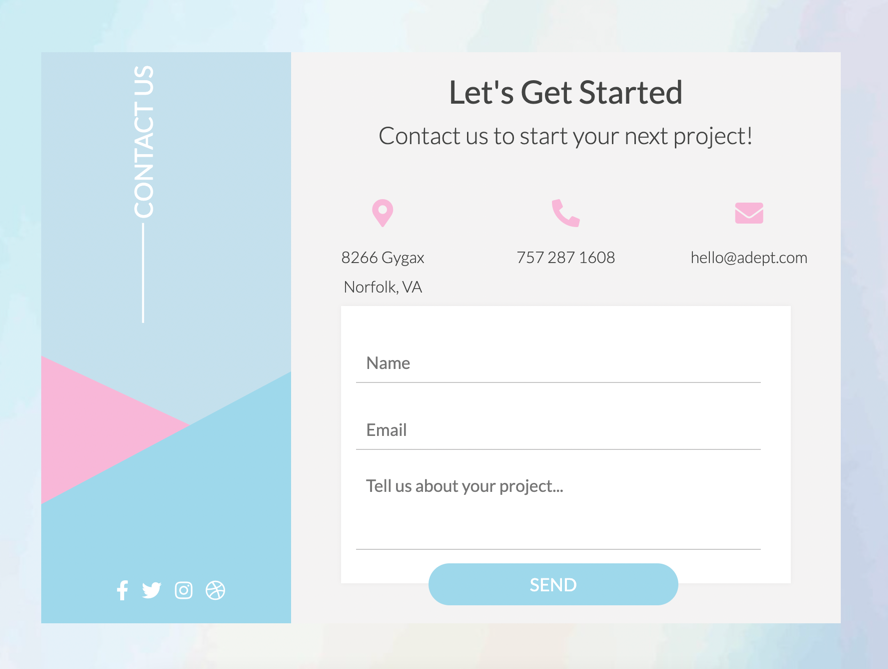 CONTACT US
Let's Get Started
Contact us to start your next project!
8266 Gygax
Norfolk, VA
757 287 1608
hello@adept.com
Name
Email
Tell us about your project...
SEND